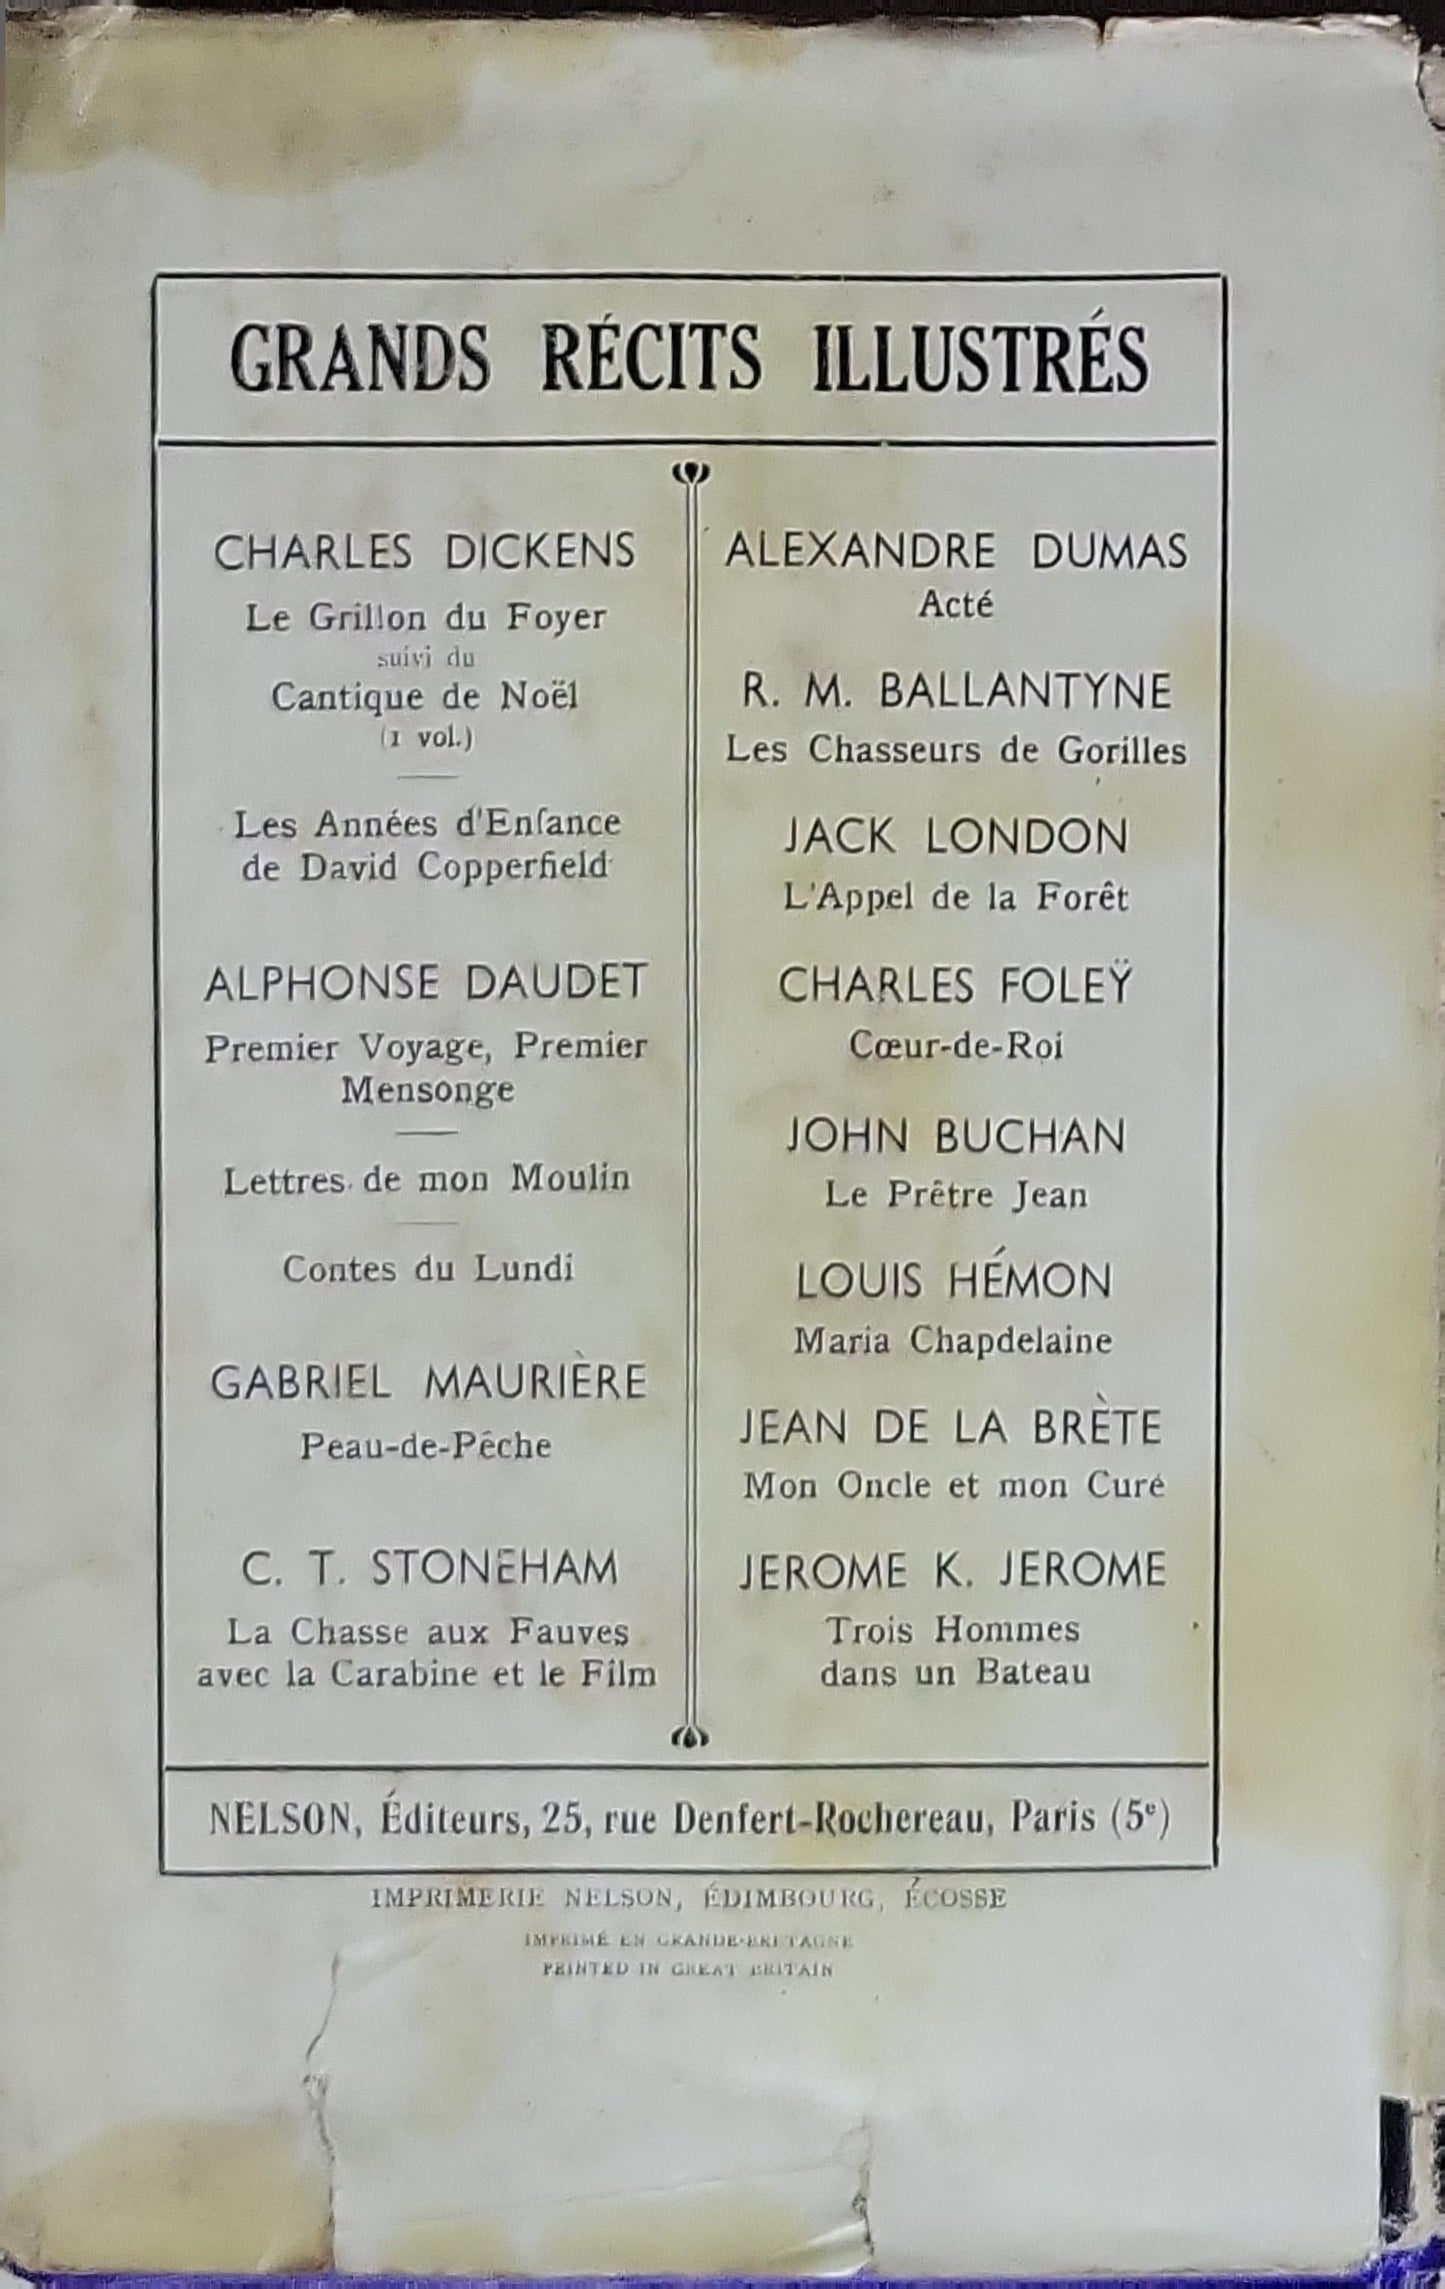 GRANDS RÉCITS ILLUSTRÉS
CHARLES DICKENS
Le Grillon du Foyer
suivi du
Cantique de Noël
(1 vol.)
Les Années d'Enfance
de David Copperfield
ALPHONSE DAUDET
Premier Voyage, Premier
Mensonge
Lettres de mon Moulin
Contes du Lundi
GABRIEL MAURIÈRE
Peau-de-Pêche
C. T. STONEHAM
La Chasse aux Fauves
avec la Carabine et le Film
ALEXANDRE DUMAS
Acté
R. M. BALLANTYNE
Les Chasseurs de Gorilles
JACK LONDON
L'Appel de la Forêt
CHARLES FOLEŸ
Cœur-de-Roi
JOHN BUCHAN
Le Prêtre Jean
LOUIS HÉMON
Maria Chapdelaine
JEAN DE LA BRÈTE
Mon Oncle et mon Curé
JEROME K. JEROME
Trois Hommes
dans un Bateau
NELSON, Éditeurs, 25, rue Denfert-Rochereau, Paris (5e)
IMPRIMERIE NELSON, ÉDIMBOURG, ÉCOSSE
IMPRIMÉ EN GRANDE-BRETAGNE
PRINTED IN GREAT BRITAIN